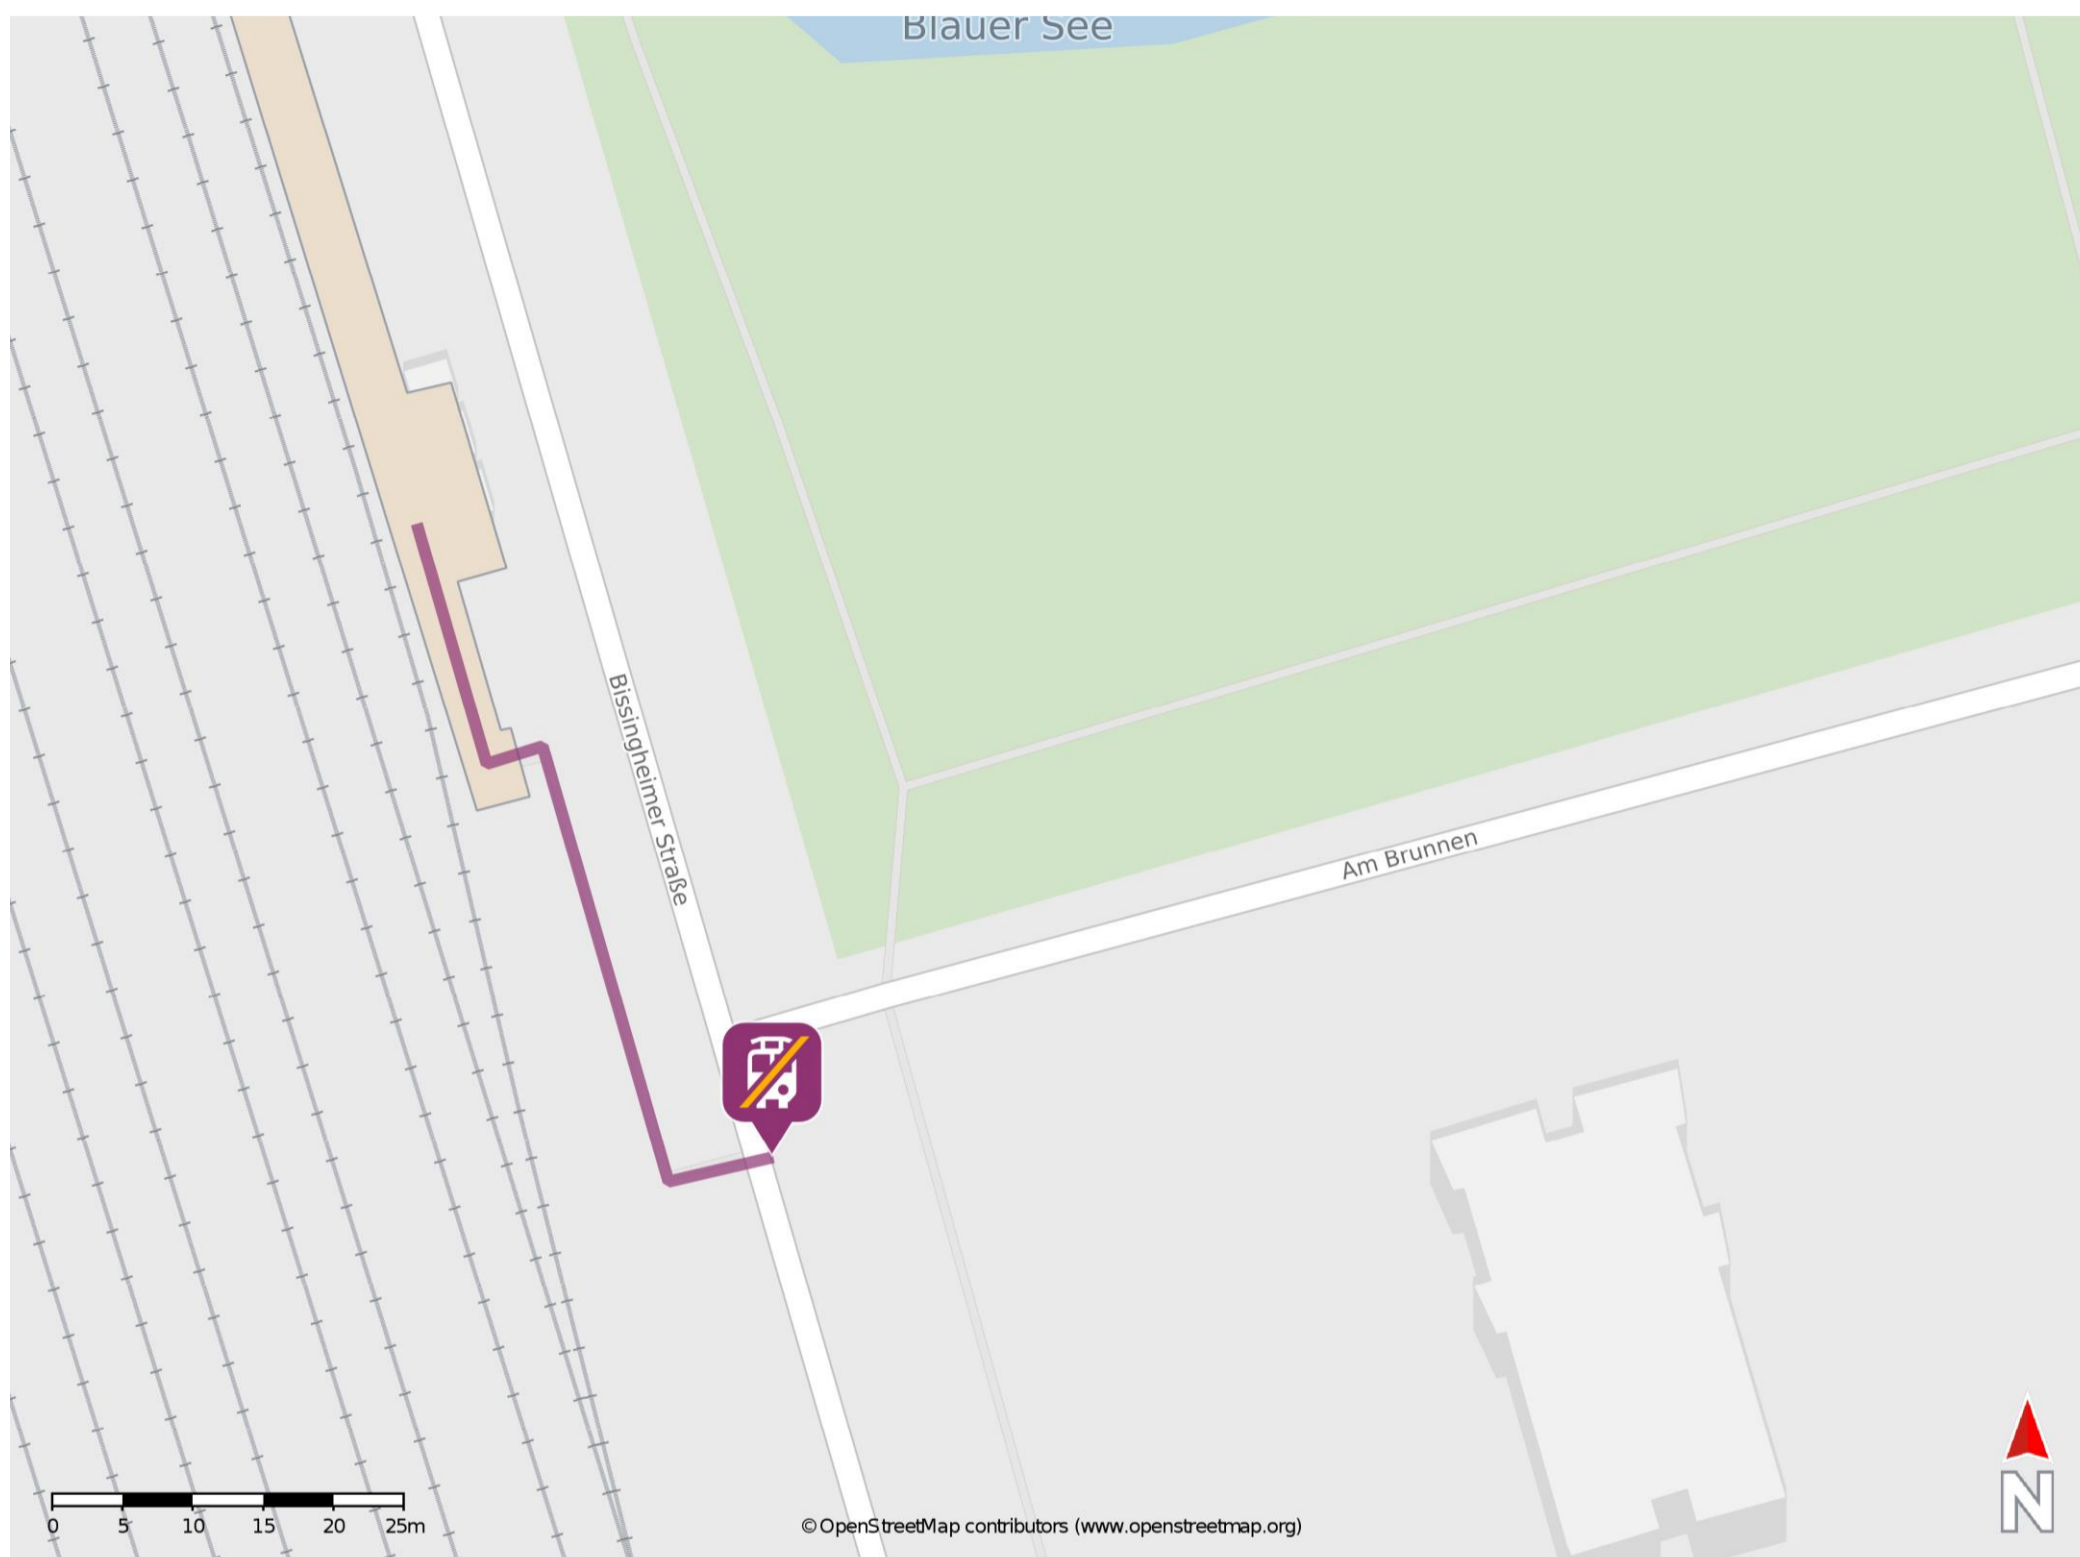 Blauer See
Bissingheimer Straße
Am Brunnen
0 5 10 15 20 25m
© OpenStreetMap contributors (www.openstreetmap.org)
N